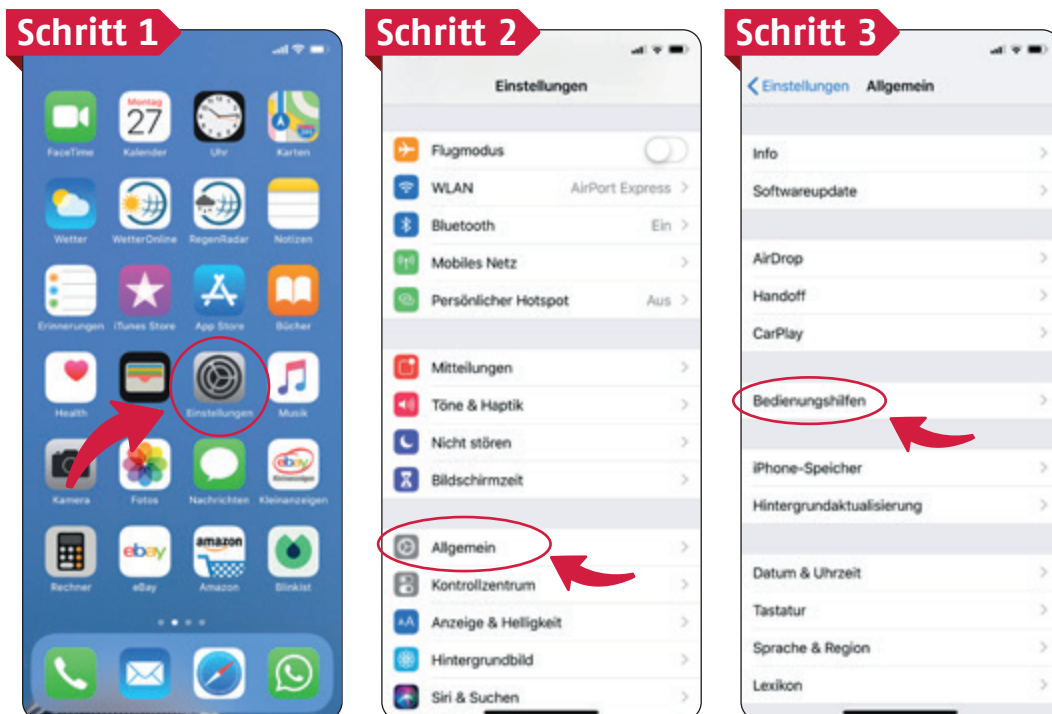 Schritt 1
Montag
27
FaceTime Kalender Uhr Karten
Wetter WetterOnline RegenRadar Notizen
Erinnerungen iTunes Store App Store Bücher
Health Einstellungen Musik
ebay
Kamera Fotos Nachrichten Kleinanzeigen
ebay amazon
Rechner eBay Amazon Blinkist
Schritt 2
Einstellungen
Flugmodus
WLAN AirPort Express
Bluetooth Ein
Mobiles Netz
Persönlicher Hotspot Aus
Mitteilungen
Töne & Haptik
Nicht stören
Bildschirmzeit
Allgemein
Kontrollzentrum
AA Anzeige & Helligkeit
Hintergrundbild
Siri & Suchen
Schritt 3
Einstellungen Allgemein
Info
Softwareupdate
AirDrop
Handoff
CarPlay
Bedienungshilfen
iPhone-Speicher
Hintergrundaktualisierung
Datum & Uhrzeit
Tastatur
Sprache & Region
Lexikon